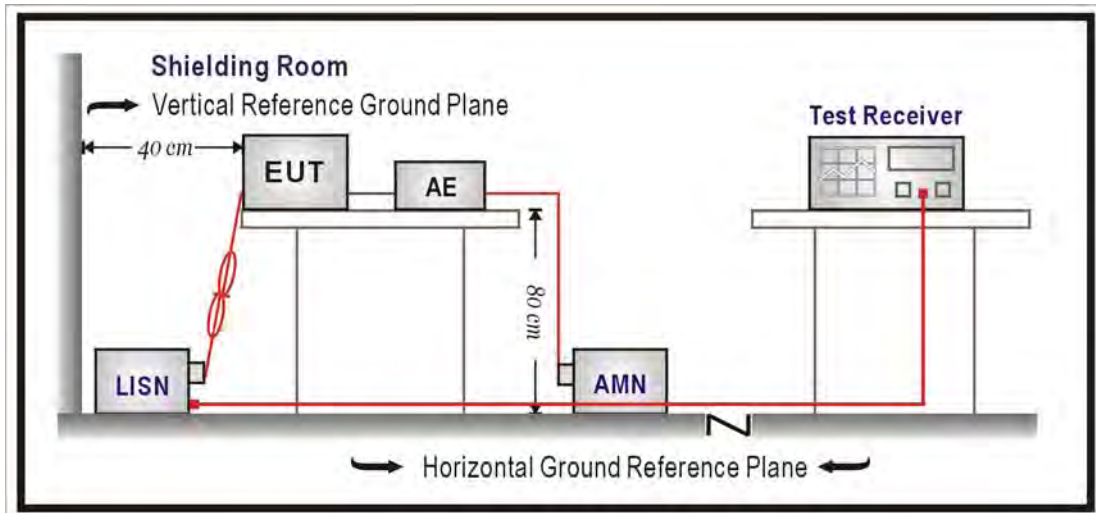 Shielding Room
Vertical Reference Ground Plane
40 cm
EUT
AE
Test Receiver
80 cm
LISN
AMN
Horizontal Ground Reference Plane